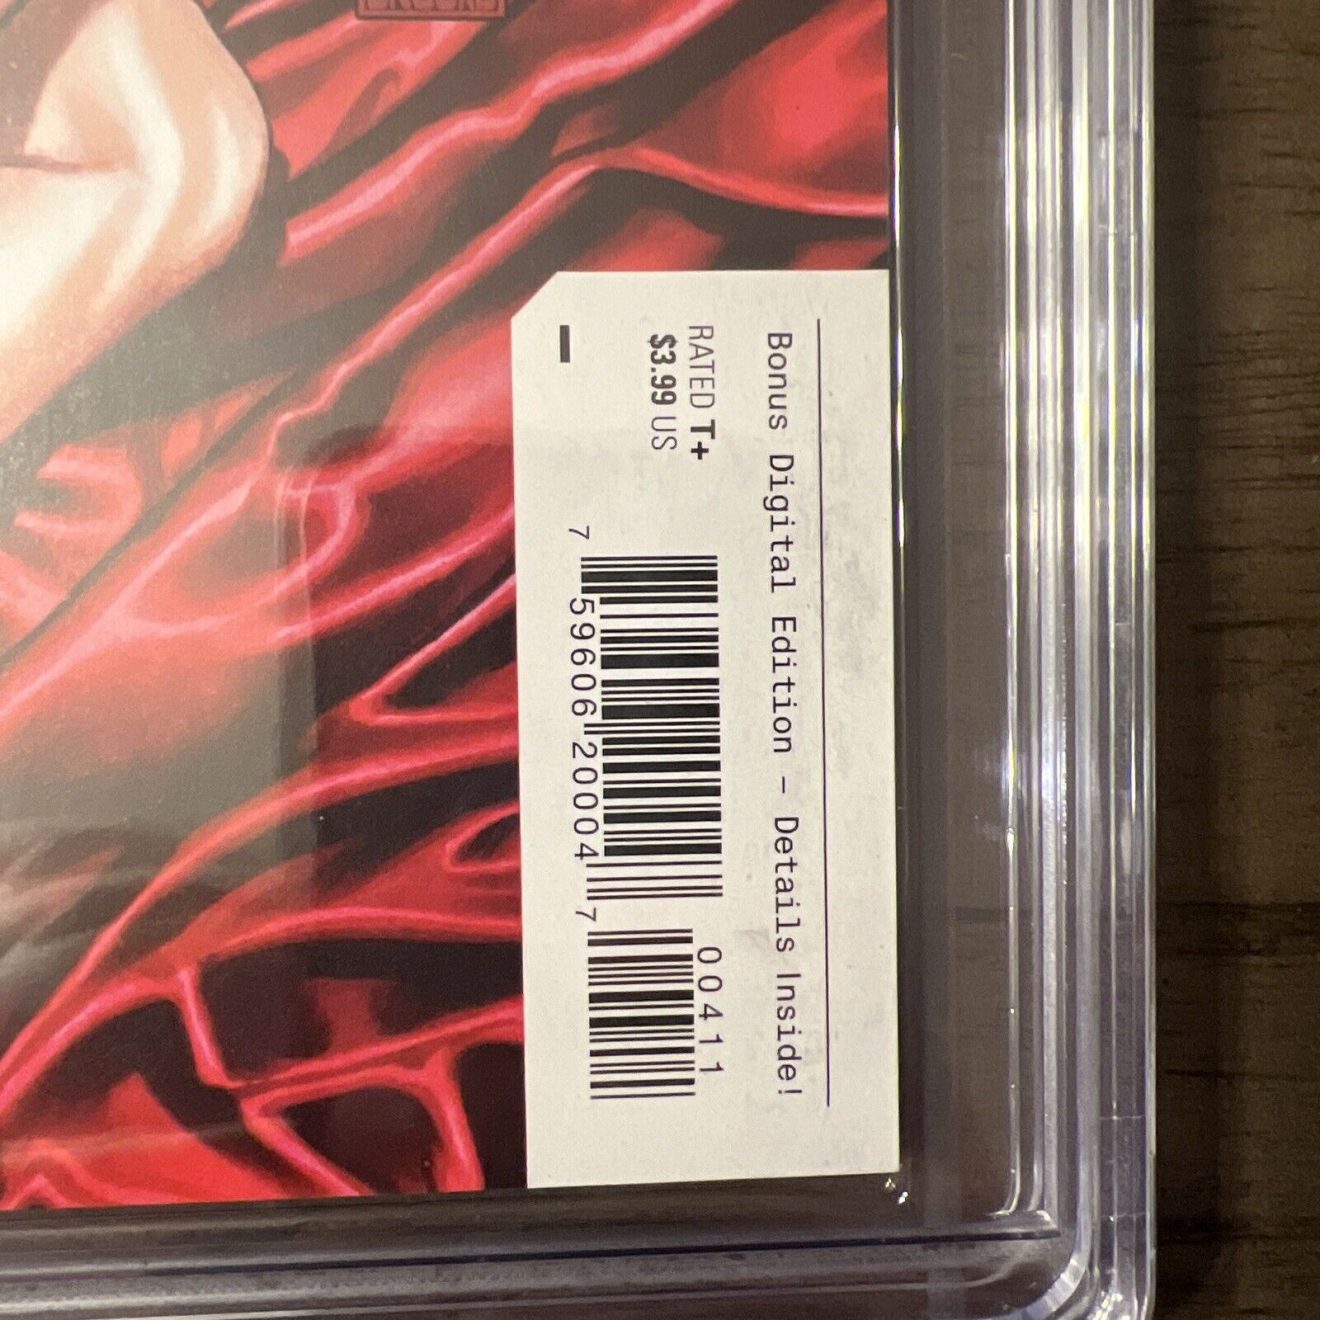 Bonus Digital Edition – Details Inside!
RATED T+
$3.99 US
7 59606 20004 7
00411